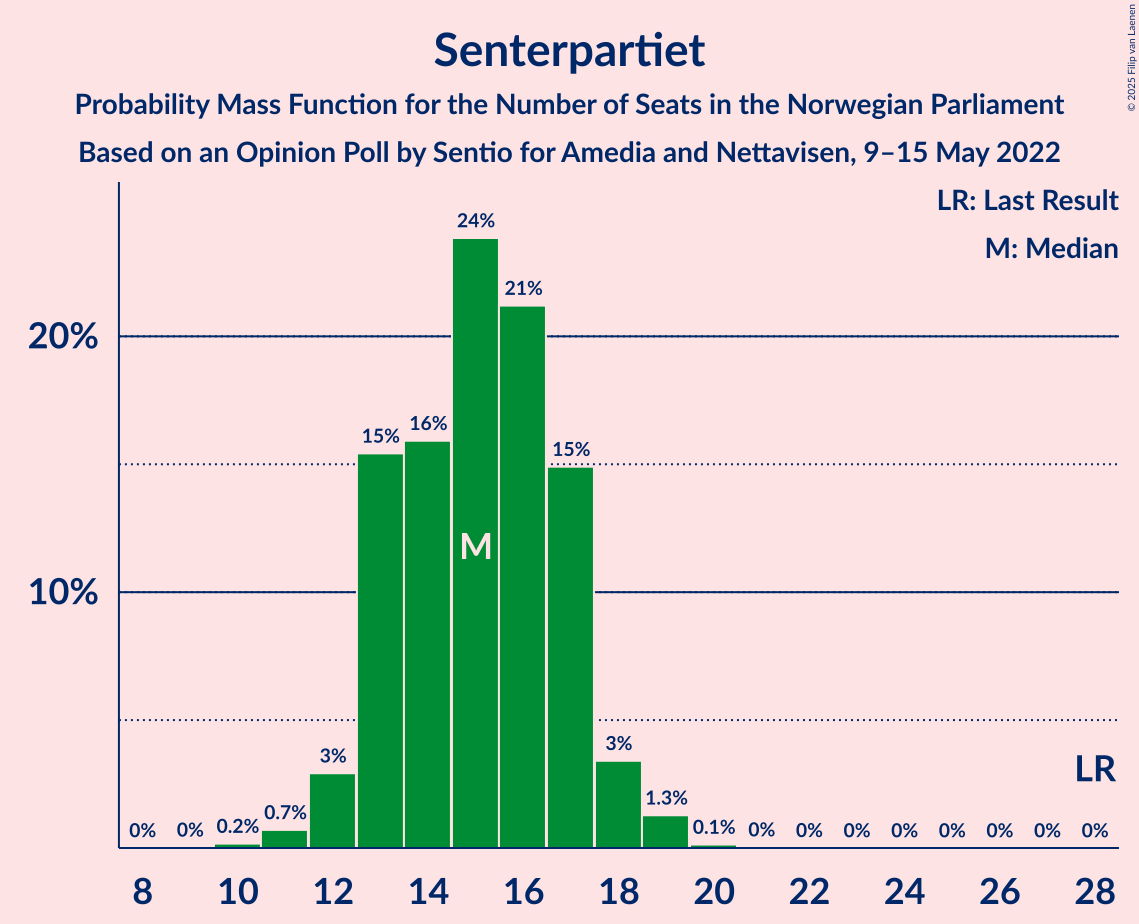 Senterpartiet
Probability Mass Function for the Number of Seats in the Norwegian Parliament
Based on an Opinion Poll by Sentio for Amedia and Nettavisen, 9–15 May 2022
© 2025 Filip van Laenen
LR: Last Result
M: Median
24%
21%
20%
16%
15%
15%
M
10%
LR
3%
3%
1.3%
0.7%
0% 0% 0.2% 0.1% 0% 0% 0% 0% 0% 0% 0% 0%
8 10 12 14 16 18 20 22 24 26 28